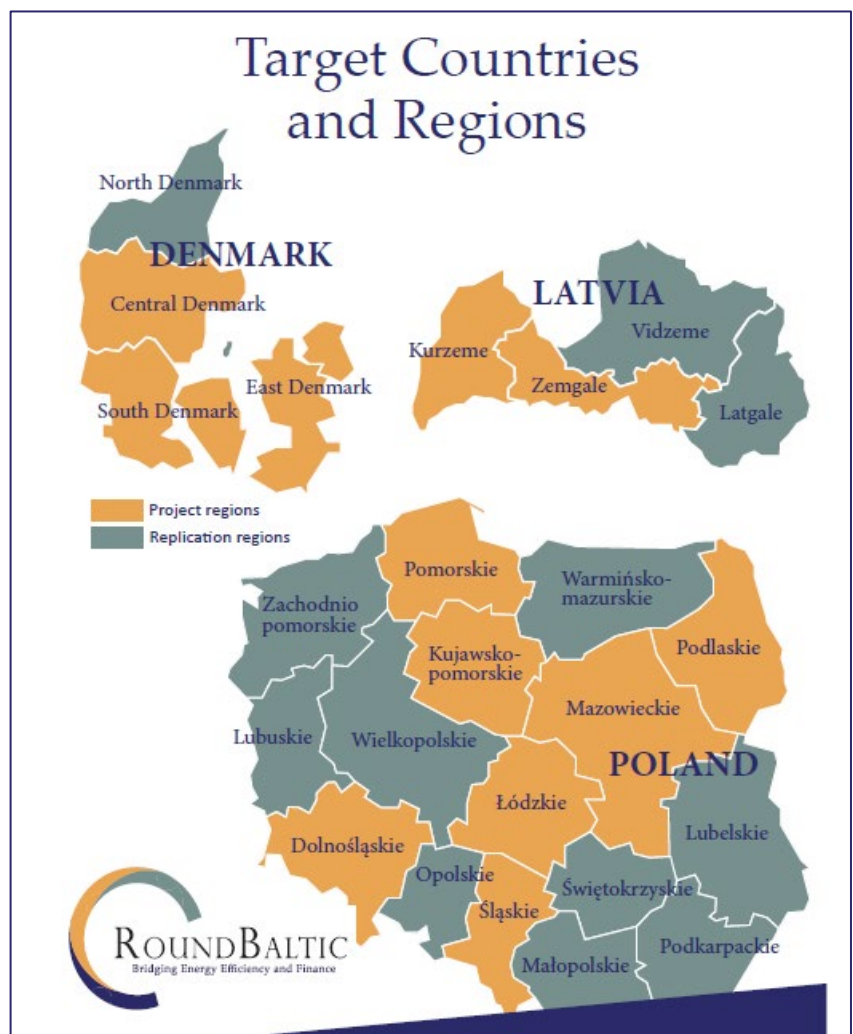 Target Countries
and Regions
North Denmark
DENMARK
Central Denmark
South Denmark
East Denmark
LATVIA
Kurzeme
Vidzeme
Zemgale
Latgale
Project regions
Replication regions
Pomorskie
Warmińsko-
mazurskie
Zachodnio
pomorskie
Kujawsko-
pomorskie
Podlaskie
Mazowieckie
Lubuskie
Wielkopolskie
POLAND
Łódzkie
Lubelskie
Dolnośląskie
Opolskie
Świętokrzyskie
Śląskie
Małopolskie
Podkarpackie
ROUNDBALTIC
Bridging Energy Efficiency and Finance